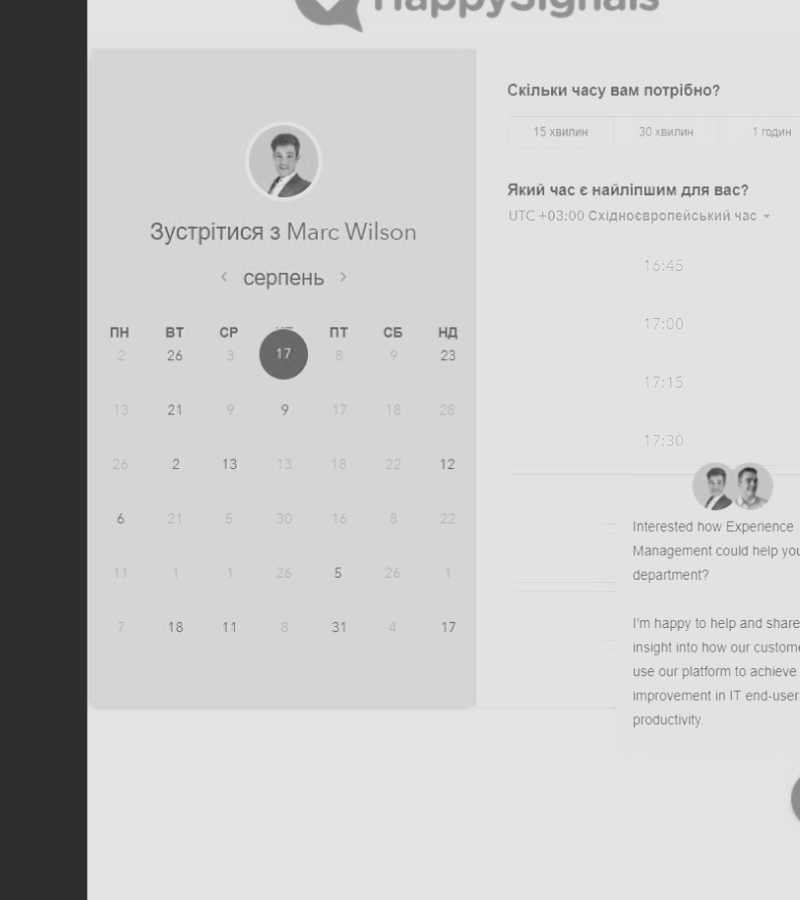 HappySignals
Зустрітися з Marc Wilson
серпень
ПН ВТ СР ПТ СБ НД
2 26 3 17 8 9 23
13 21 9 9 17 18 28
26 2 13 13 18 22 12
6 21 5 30 16 8 22
11 1 1 26 5 26 1
7 18 11 8 31 4 17
Скільки часу вам потрібно?
15 хвилин 30 хвилин 1 годин
Який час є найліпшим для вас?
UTC +03:00 Східноєвропейський час
16:45
17:00
17:15
17:30
Interested how Experience
Management could help you
department?
I'm happy to help and share
insight into how our custome
use our platform to achieve
improvement in IT end-user
productivity.